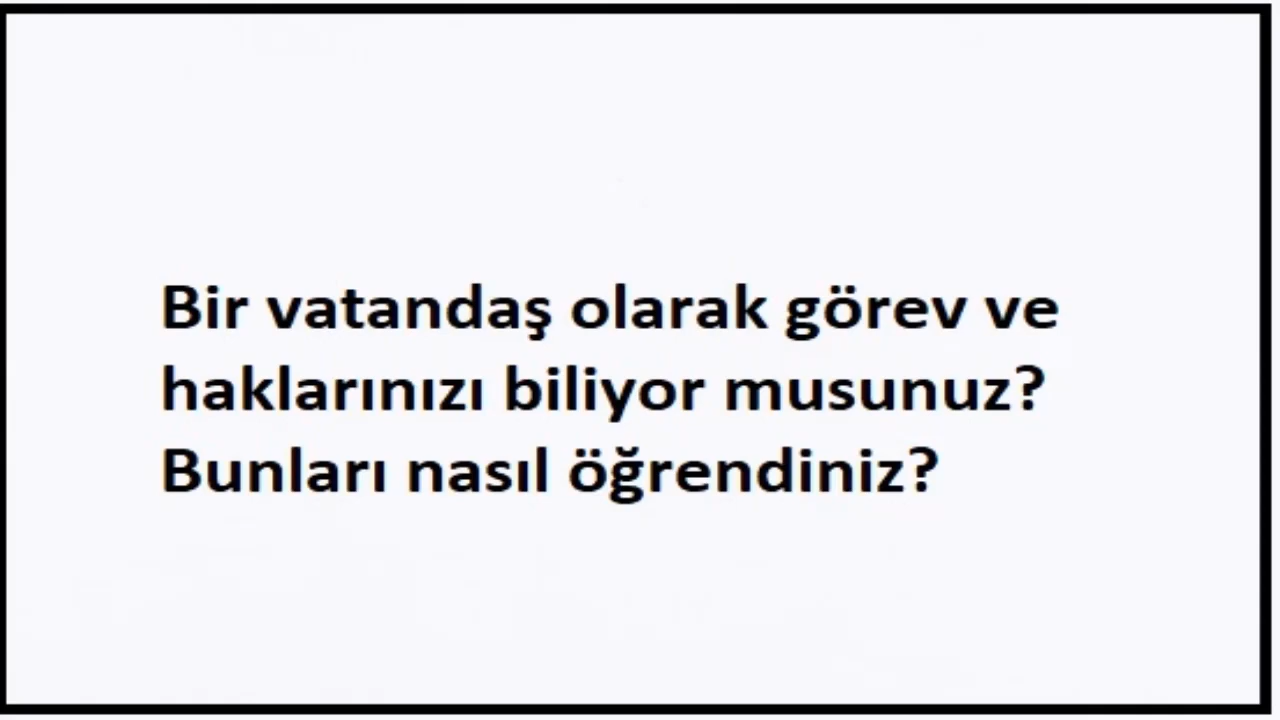 Bir vatandaş olarak görev ve
haklarınızı biliyor musunuz?
Bunları nasıl öğrendiniz?